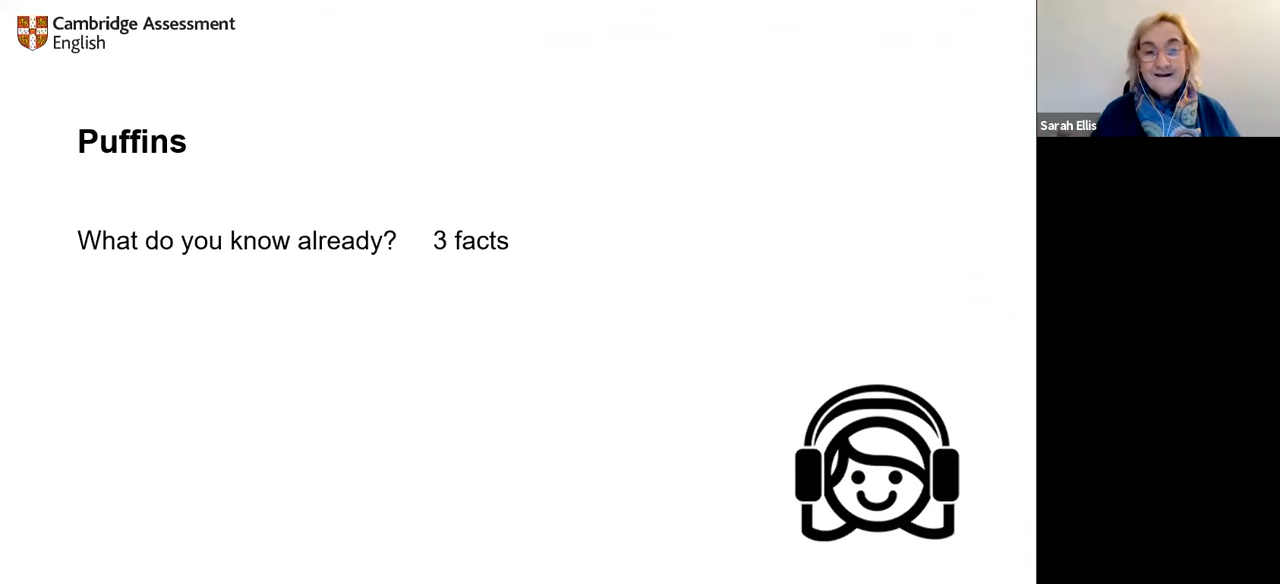 Cambridge Assessment
English
Puffins
What do you know already? 3 facts
Sarah Ellis